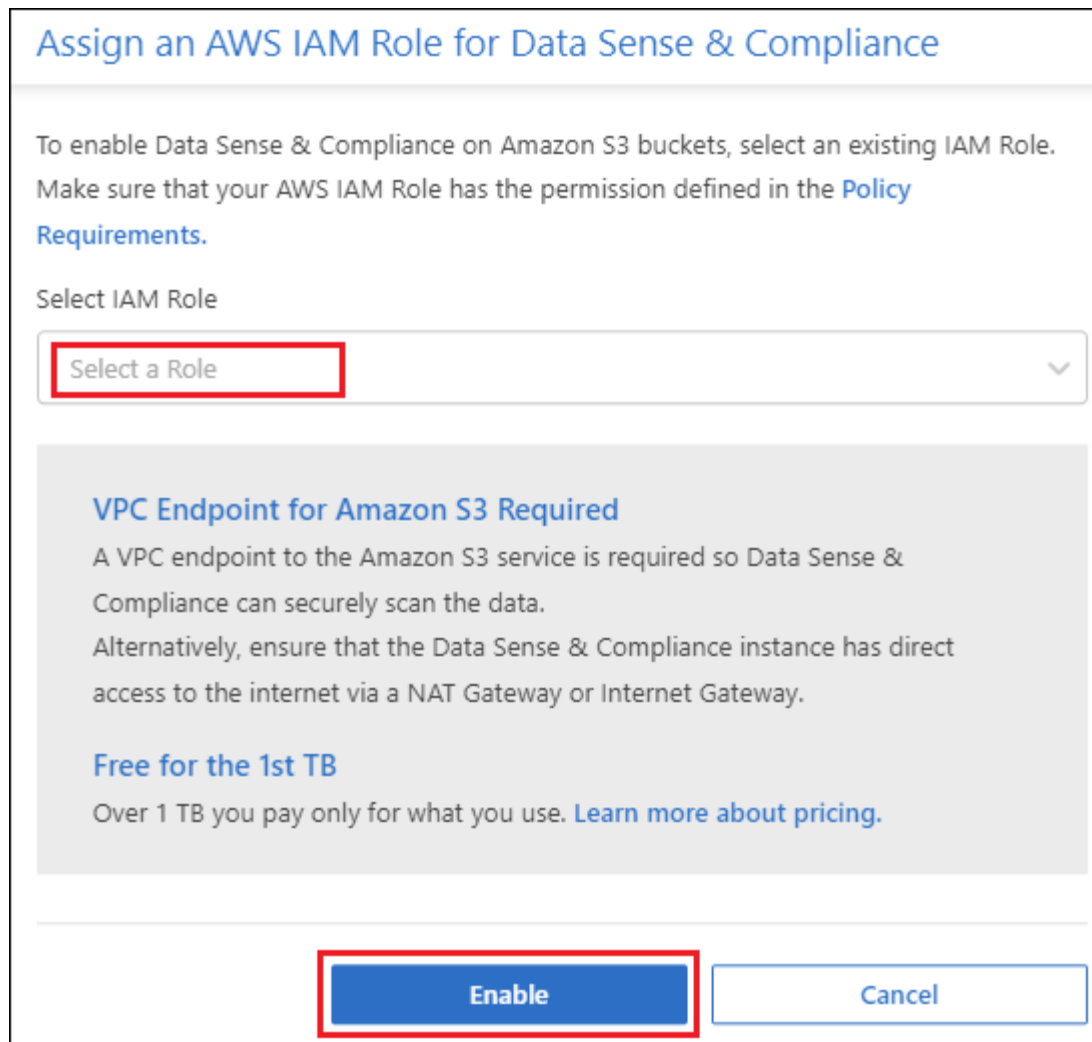 Assign an AWS IAM Role for Data Sense & Compliance
To enable Data Sense & Compliance on Amazon S3 buckets, select an existing IAM Role.
Make sure that your AWS IAM Role has the permission defined in the Policy
Requirements.
Select IAM Role
Select a Role
VPC Endpoint for Amazon S3 Required
A VPC endpoint to the Amazon S3 service is required so Data Sense &
Compliance can securely scan the data.
Alternatively, ensure that the Data Sense & Compliance instance has direct
access to the internet via a NAT Gateway or Internet Gateway.
Free for the 1st TB
Over 1 TB you pay only for what you use. Learn more about pricing.
Enable
Cancel